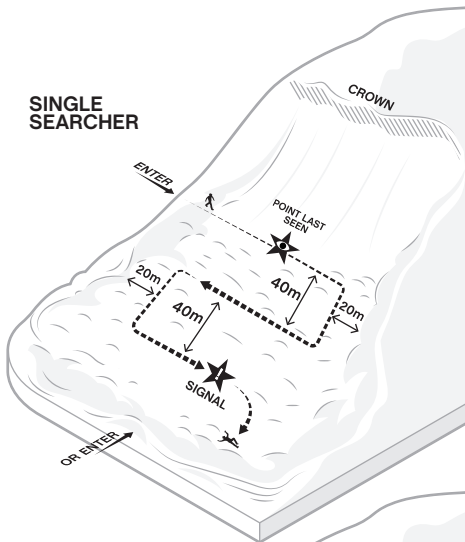 SINGLE
SEARCHER
CROWN
ENTER
POINT LAST
SEEN
20m
40m
40m
20m
SIGNAL
OR ENTER